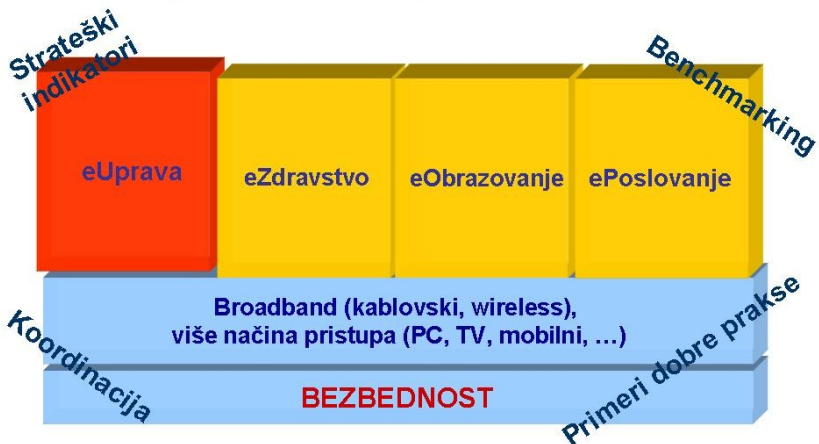 Strateški
indikatori
Benchmarking
eUprava
eZdravstvo
eObrazovanje
ePoslovanje
Broadband (kablovski, wireless),
više načina pristupa (PC, TV, mobilni, ...)
Koordinacija
BEZBEDNOST
Primeri dobre prakse